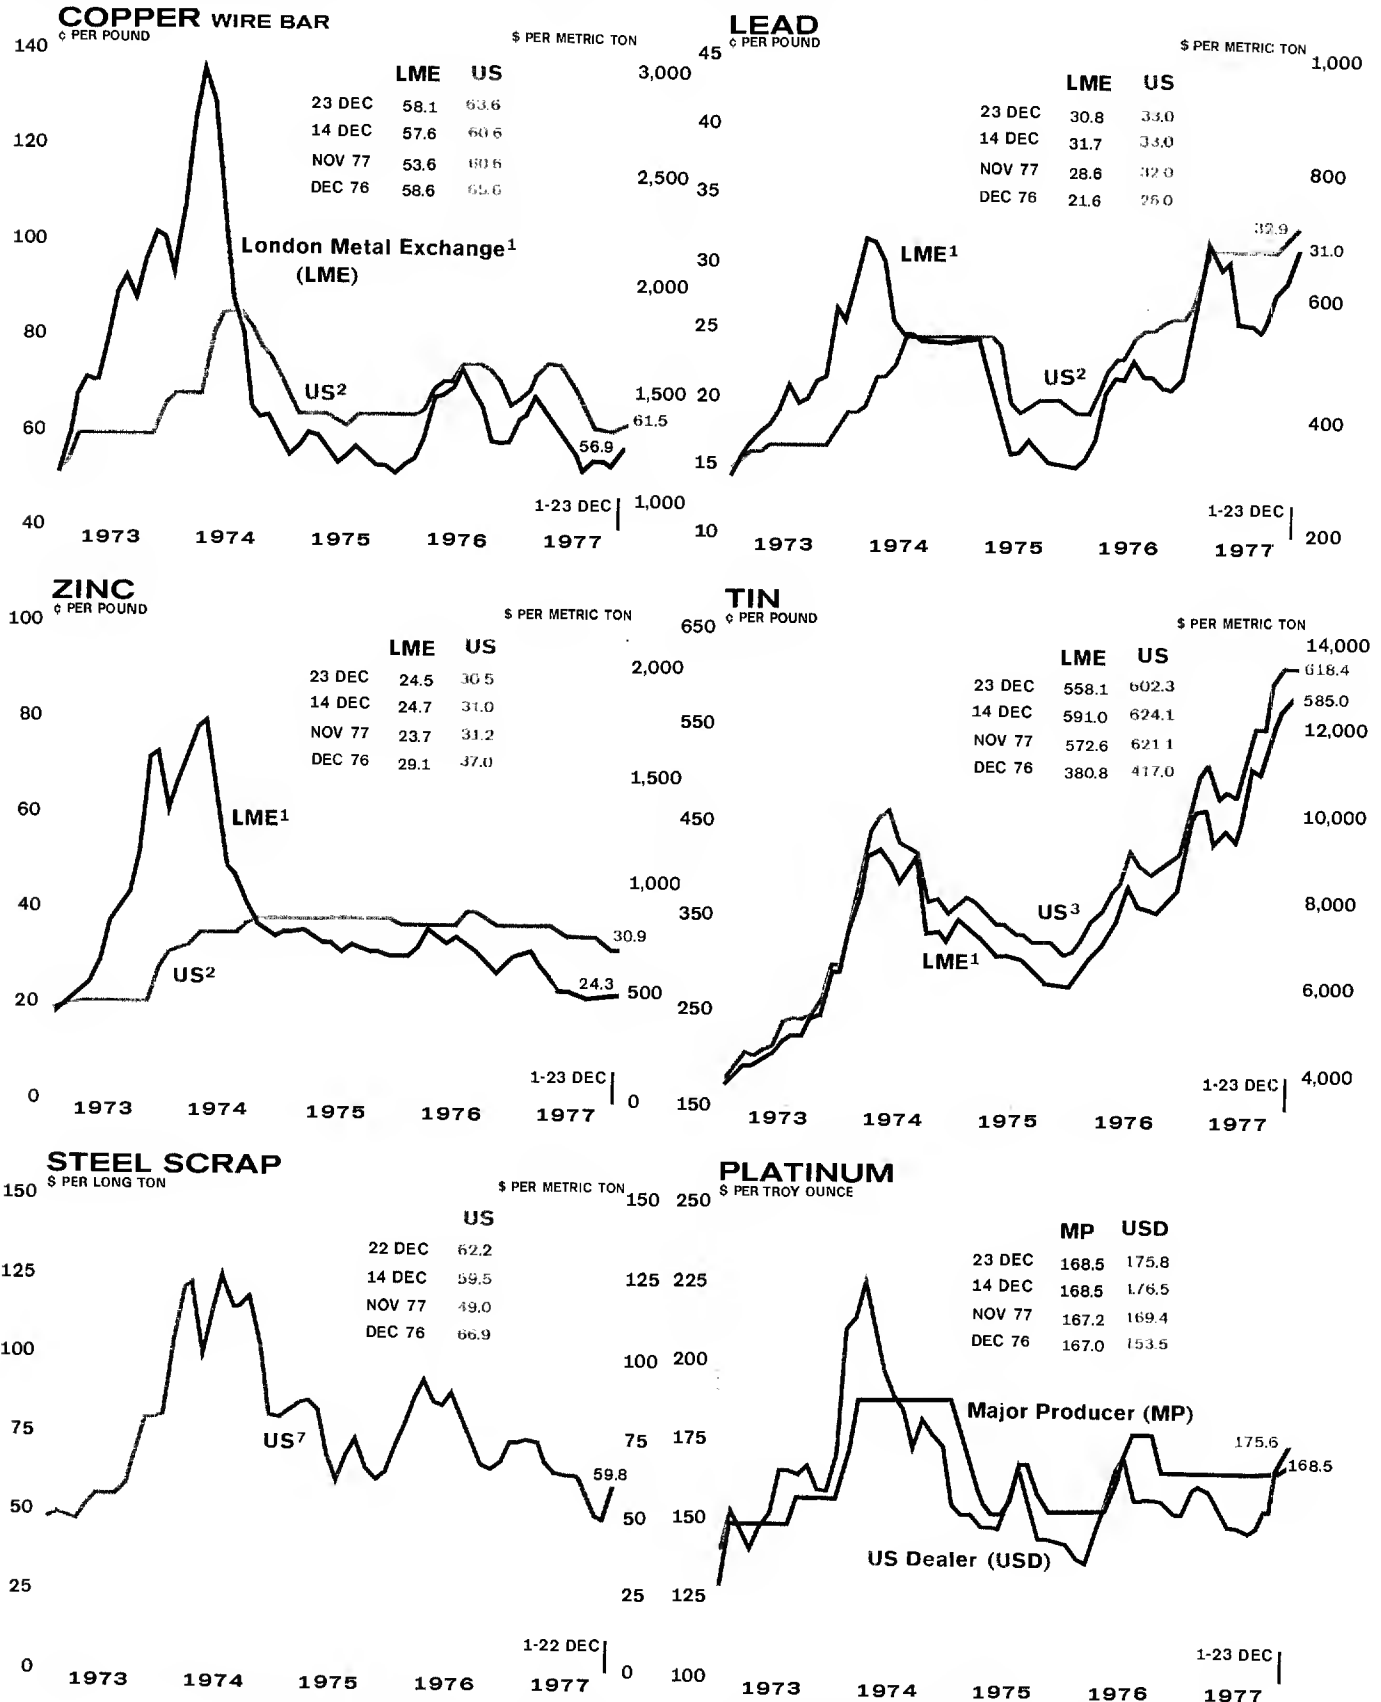 COPPER WIRE BAR
¢ PER POUND
$ PER METRIC TON
140
120
100
80
60
40
3,000
2,500
2,000
1,500
1,000
LME US
23 DEC 58.1 63.6
14 DEC 57.6 60.6
NOV 77 53.6 60.6
DEC 76 58.6 65.6
London Metal Exchange¹
(LME)
US²
61.5
56.9
1-23 DEC
1973 1974 1975 1976 1977
LEAD
¢ PER POUND
$ PER METRIC TON
45
40
35
30
25
20
15
10
1,000
800
600
400
200
LME US
23 DEC 30.8 33.0
14 DEC 31.7 33.0
NOV 77 28.6 32.0
DEC 76 21.6 26.0
LME¹
US²
32.9
31.0
1-23 DEC
1973 1974 1975 1976 1977
ZINC
¢ PER POUND
$ PER METRIC TON
100
80
60
40
20
0
2,000
1,500
1,000
500
0
LME US
23 DEC 24.5 30.5
14 DEC 24.7 31.0
NOV 77 23.7 31.2
DEC 76 29.1 37.0
LME¹
US²
30.9
24.3
1-23 DEC
1973 1974 1975 1976 1977
TIN
¢ PER POUND
$ PER METRIC TON
650
550
450
350
250
150
14,000
12,000
10,000
8,000
6,000
4,000
LME US
23 DEC 558.1 602.3
14 DEC 591.0 624.1
NOV 77 572.6 621.1
DEC 76 380.8 417.0
618.4
585.0
US³
LME¹
1-23 DEC
1973 1974 1975 1976 1977
STEEL SCRAP
$ PER LONG TON
$ PER METRIC TON
150
125
100
75
50
25
0
150
125
100
75
50
25
0
US
22 DEC 62.2
14 DEC 59.5
NOV 77 49.0
DEC 76 66.9
US⁷
59.8
1-22 DEC
1973 1974 1975 1976 1977
PLATINUM
$ PER TROY OUNCE
250
225
200
175
150
125
100
MP USD
23 DEC 168.5 175.8
14 DEC 168.5 176.5
NOV 77 167.2 169.4
DEC 76 167.0 153.5
Major Producer (MP)
175.6
168.5
US Dealer (USD)
1-23 DEC
1973 1974 1975 1976 1977